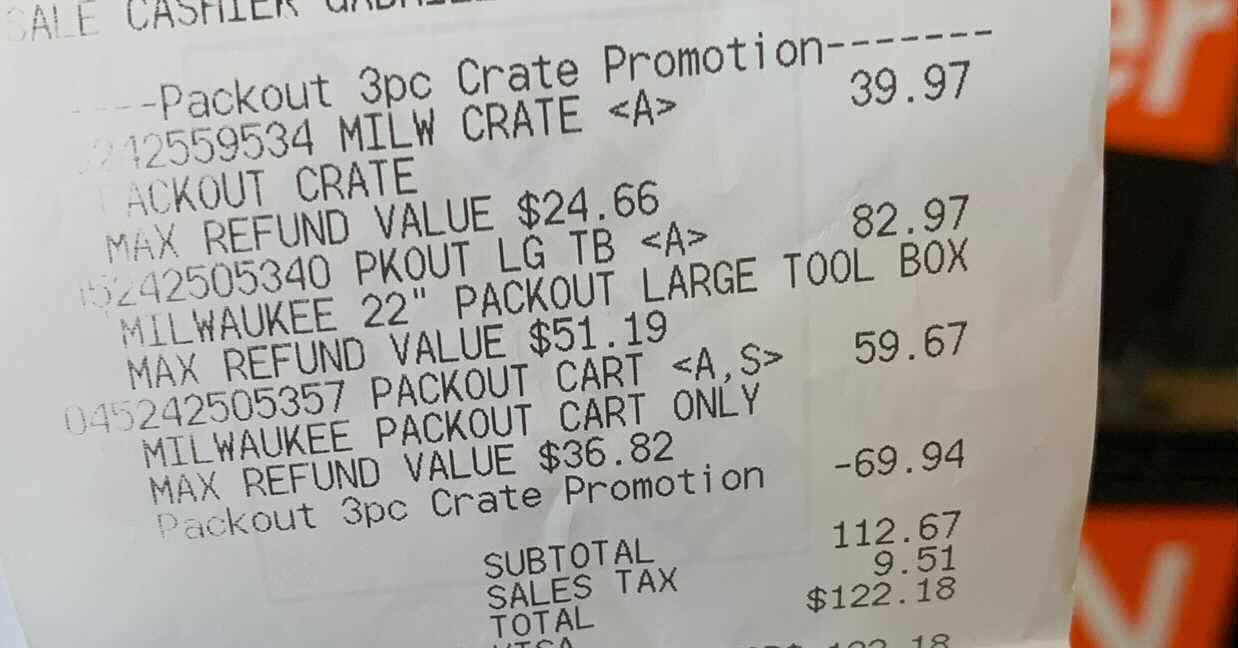 SALE CASHIER
----Packout 3pc Crate Promotion-------
242559534 MILW CRATE <A> 39.97
PACKOUT CRATE
MAX REFUND VALUE $24.66
45242505340 PKOUT LG TB <A> 82.97
MILWAUKEE 22" PACKOUT LARGE TOOL BOX
MAX REFUND VALUE $51.19
045242505357 PACKOUT CART <A,S> 59.67
MILWAUKEE PACKOUT CART ONLY
MAX REFUND VALUE $36.82
Packout 3pc Crate Promotion -69.94
SUBTOTAL 112.67
SALES TAX 9.51
TOTAL $122.18